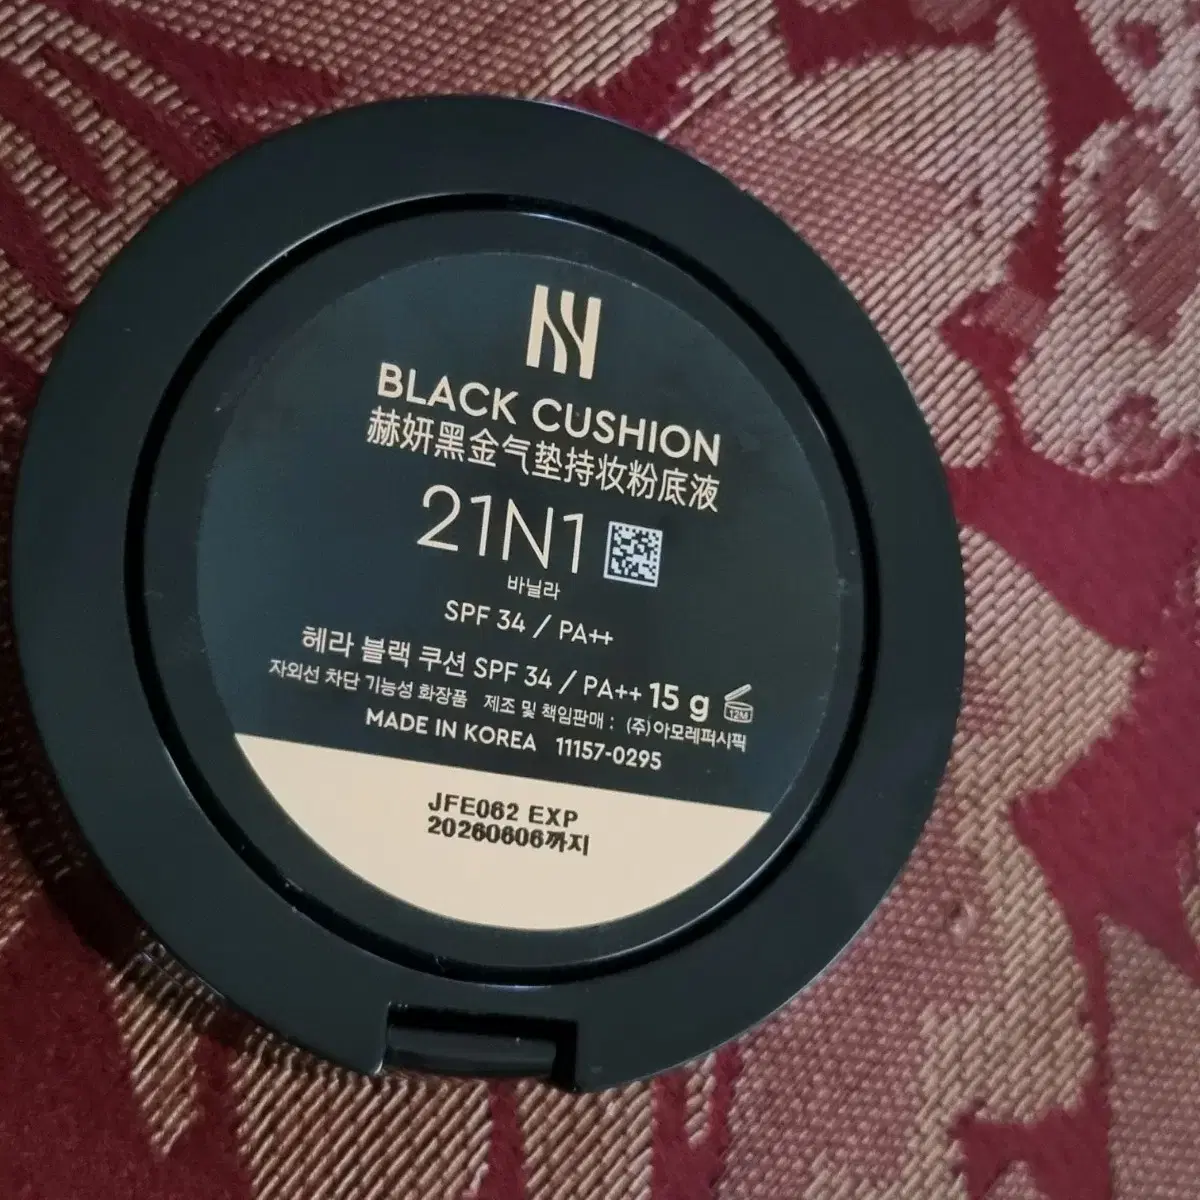 BLACK CUSHION
赫妍黑金气垫持妆粉底液
21N1
바닐라
SPF 34 / PA++
헤라 블랙 쿠션 SPF 34 / PA++ 15 g 12M
자외선 차단 기능성 화장품 제조 및 책임판매 : (주)아모레퍼시픽
MADE IN KOREA 11157-0295
JFE062 EXP
20260606까지